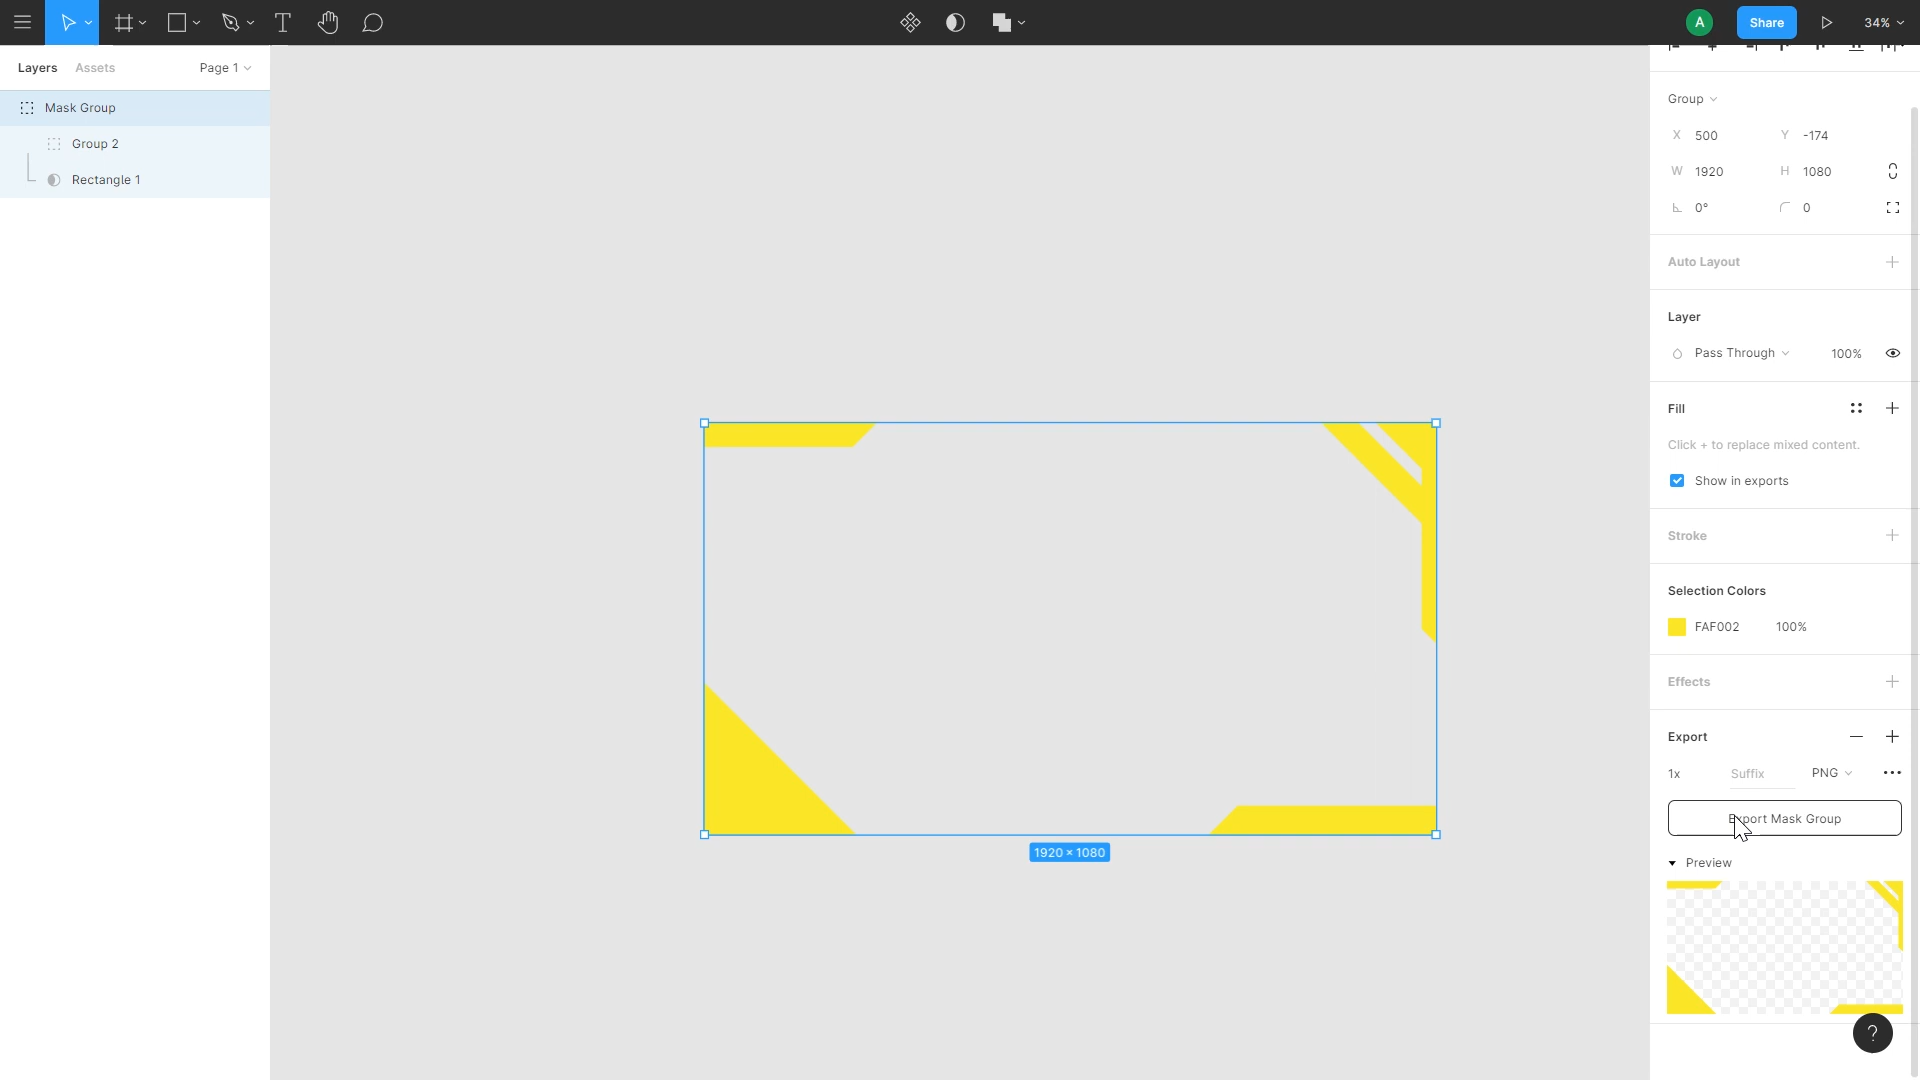 A
Share
34%
Layers
Assets
Page 1
Mask Group
Group 2
Rectangle 1
1920 × 1080
Group
X 500
Y -174
W 1920
H 1080
0°
0
Auto Layout
Layer
Pass Through
100%
Fill
Click + to replace mixed content.
Show in exports
Stroke
Selection Colors
FAF002
100%
Effects
Export
1x
Suffix
PNG
Export Mask Group
Preview
?